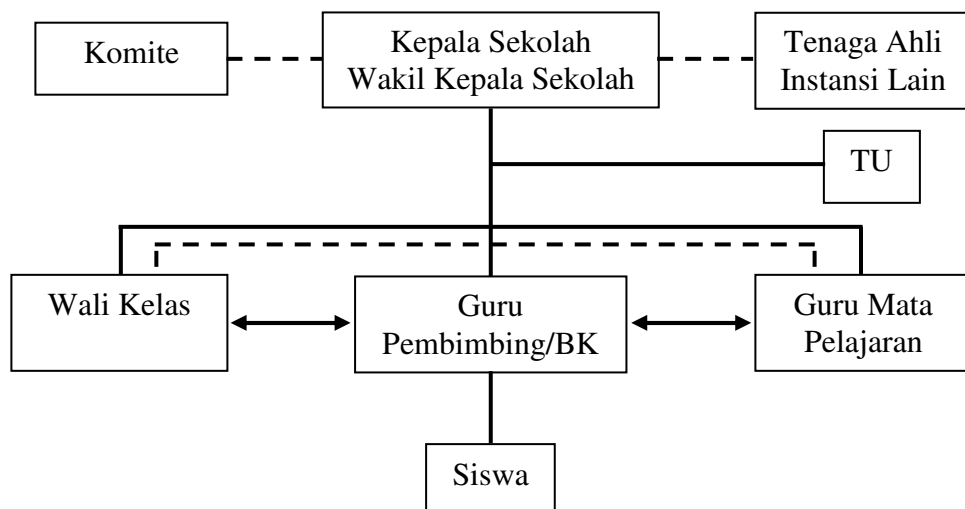 Komite
Kepala Sekolah
Wakil Kepala Sekolah
Tenaga Ahli
Instansi Lain
TU
Wali Kelas
Guru
Pembimbing/BK
Guru Mata
Pelajaran
Siswa